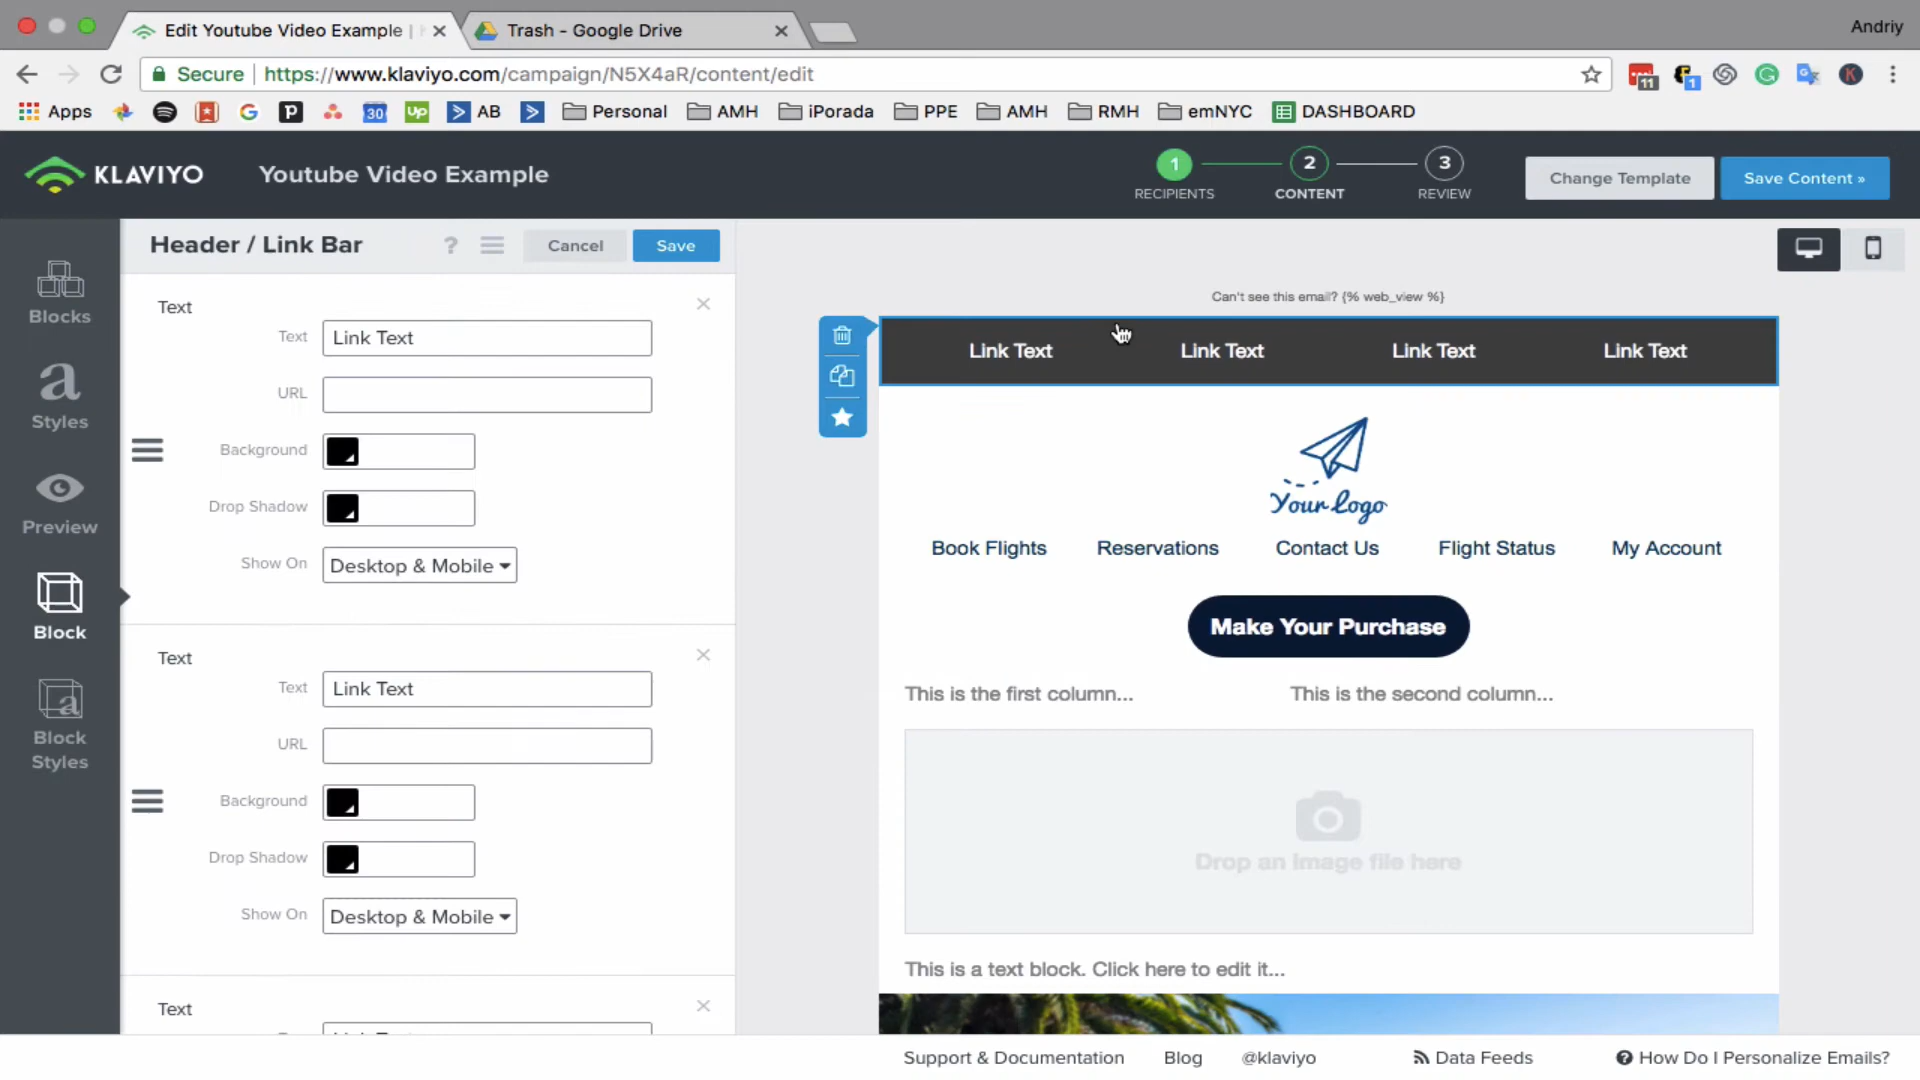 Edit Youtube Video Example |
Trash - Google Drive
Andriy
Secure
https://www.klaviyo.com/campaign/N5X4aR/content/edit
11
1
K
Apps
30
Up
AB
Personal
AMH
iPorada
PPE
AMH
RMH
emNYC
DASHBOARD
KLAVIYO
Youtube Video Example
1
RECIPIENTS
2
CONTENT
3
REVIEW
Change Template
Save Content »
Header / Link Bar
?
Cancel
Save
Blocks
Styles
Preview
Block
Block
Styles
Text
Text
Link Text
URL
Background
Drop Shadow
Show On
Desktop & Mobile
Text
Text
Link Text
URL
Background
Drop Shadow
Show On
Desktop & Mobile
Text
Can't see this email? {% web_view %}
Link Text
Link Text
Link Text
Link Text
Your Logo
Book Flights
Reservations
Contact Us
Flight Status
My Account
Make Your Purchase
This is the first column...
This is the second column...
Drop an image file here
This is a text block. Click here to edit it...
Support & Documentation
Blog
@klaviyo
Data Feeds
How Do I Personalize Emails?